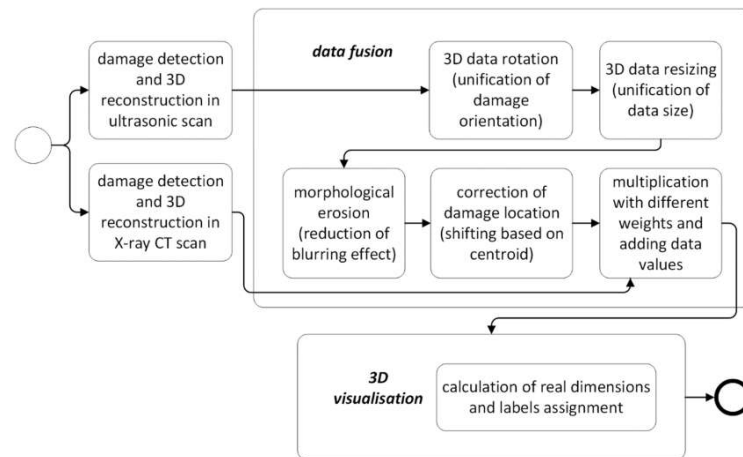 damage detection
and 3D
reconstruction in
ultrasonic scan
damage detection
and 3D
reconstruction in
X-ray CT scan
data fusion
3D data rotation
(unification of
damage
orientation)
3D data resizing
(unification of
data size)
morphological
erosion
(reduction of
blurring effect)
correction of
damage location
(shifting based on
centroid)
multiplication
with different
weights and
adding data
values
3D
visualisation
calculation of real dimensions
and labels assignment